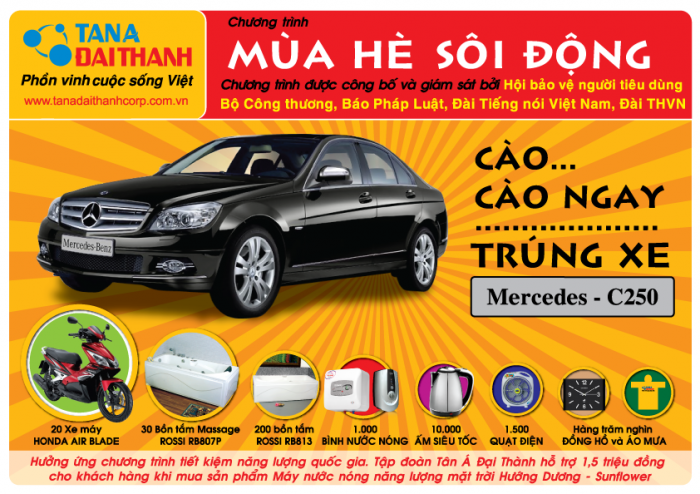 TANA
ĐAITHANH
Phồn vinh cuộc sống Việt
www.tanadaithanhcorp.com.vn
Chương trình
MÙA HÈ SÔI ĐỘNG
Chương trình được công bố và giám sát bởi Hội bảo vệ người tiêu dùng
Bộ Công thương, Báo Pháp Luật, Đài Tiếng nói Việt Nam, Đài THVN
CÀO...
CÀO NGAY
....................
TRÚNG XE
Mercedes - C250
Mercedes-Benz
20 Xe máy
HONDA AIR BLADE
30 Bồn tắm Massage
ROSSI RB807P
200 bồn tắm
ROSSI RB813
1.000
BÌNH NƯỚC NÓNG
10.000
ẤM SIÊU TỐC
1.500
QUẠT ĐIỆN
Hàng trăm nghìn
ĐỒNG HỒ và ÁO MƯA
Hưởng ứng chương trình tiết kiệm năng lượng quốc gia. Tập đoàn Tân Á Đại Thành hỗ trợ 1,5 triệu đồng
cho khách hàng khi mua sản phẩm Máy nước nóng năng lượng mặt trời Hướng Dương - Sunflower